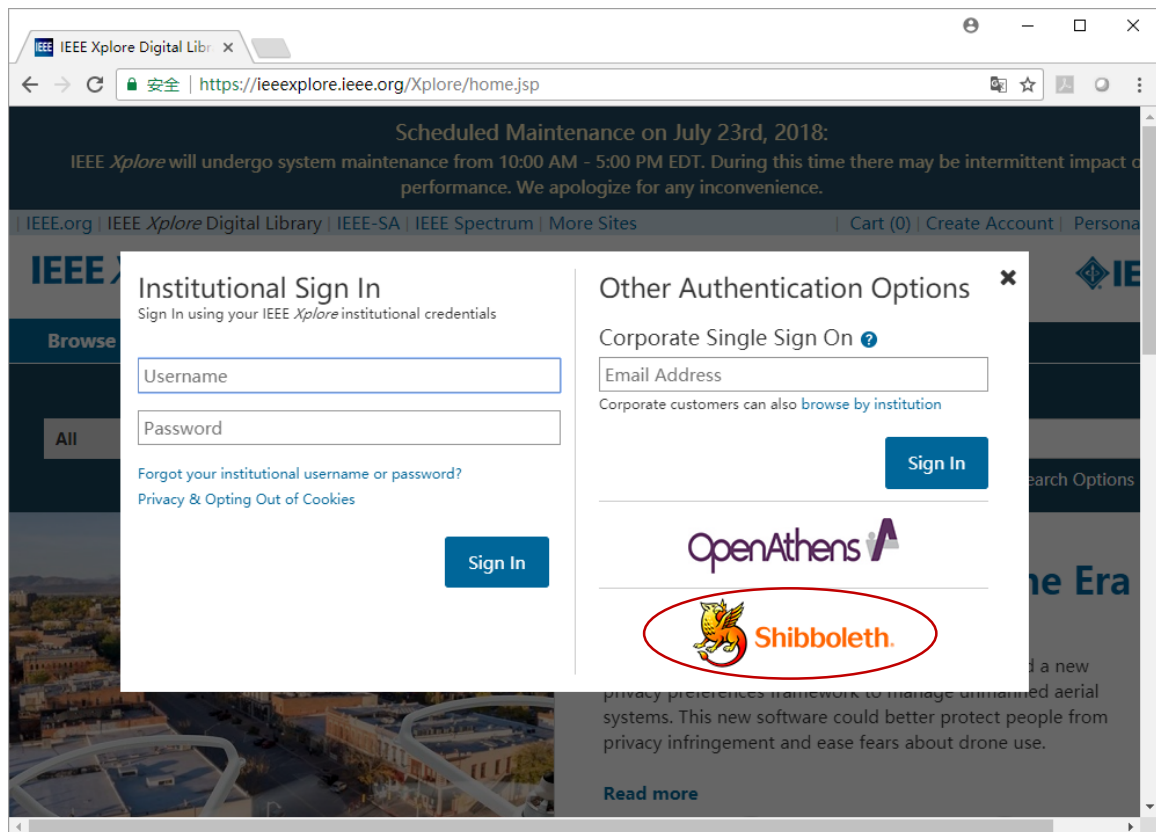 IEEE Xplore Digital Libr
安全 | https://ieeexplore.ieee.org/Xplore/home.jsp
Scheduled Maintenance on July 23rd, 2018:
IEEE Xplore will undergo system maintenance from 10:00 AM - 5:00 PM EDT. During this time there may be intermittent impact o
performance. We apologize for any inconvenience.
| IEEE.org | IEEE Xplore Digital Library | IEEE-SA | IEEE Spectrum | More Sites | Cart (0) | Create Account | Persona
IEEE X
IE
Browse
All
earch Options
Institutional Sign In
Sign In using your IEEE Xplore institutional credentials
Username
Password
Forgot your institutional username or password?
Privacy & Opting Out of Cookies
Sign In
Other Authentication Options
Corporate Single Sign On ?
Email Address
Corporate customers can also browse by institution
Sign In
OpenAthens
Shibboleth.
ne Era
d a new
privacy preferences framework to manage unmanned aerial
systems. This new software could better protect people from
privacy infringement and ease fears about drone use.
Read more